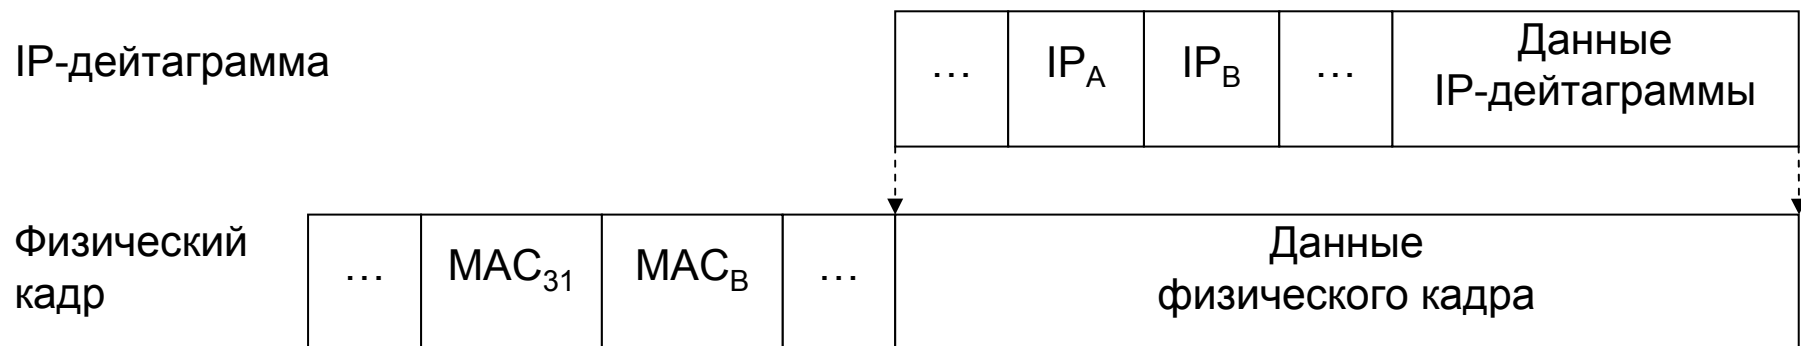 IP-дейтаграмма
… IP_A IP_B … Данные
IP-дейтаграммы
Физический
кадр
… MAC_31 MAC_B … Данные
физического кадра